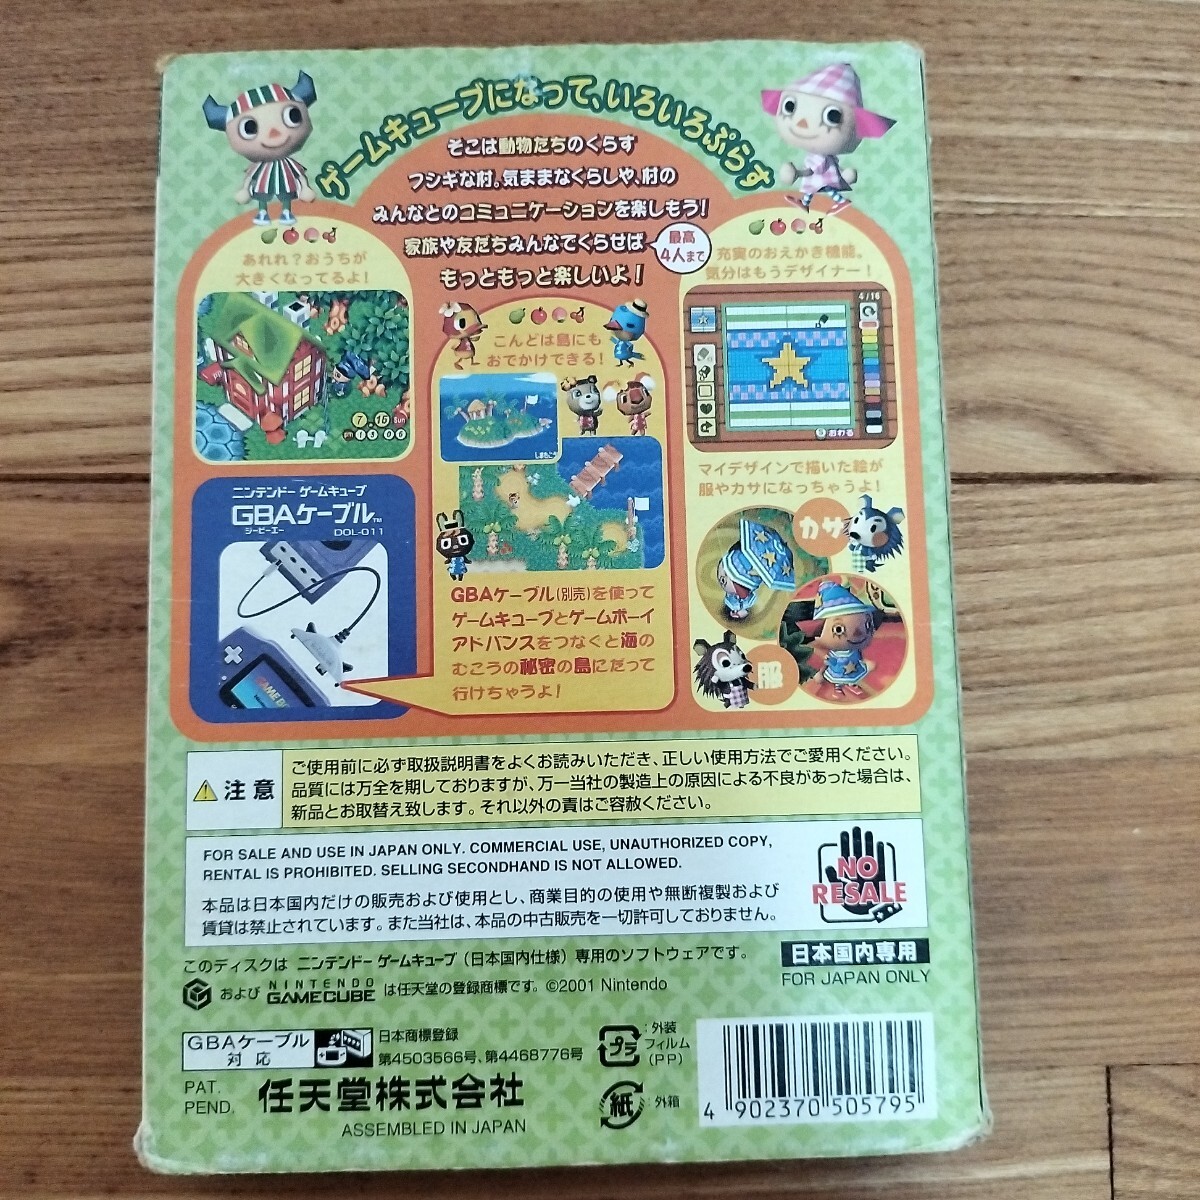 ゲームキューブになって、いろいろぷらす
そこは動物たちのくらす
フシギな村。気ままなくらしや、村の
みんなとのコミュニケーションを楽しもう!
家族や友だちみんなでくらせば
最高
4人まで
もっともっと楽しいよ!
あれれ?おうちが
大きくなってるよ!
7.15 Sun
pm 1 3:0 6
こんどは島にも
おでかけできる!
充実のおえかき機能。
気分はもうデザイナー!
4/16
おわる
マイデザインで描いた絵が
服やカサになっちゃうよ!
カサ
服
ニンテンドー ゲームキューブ
GBAケーブル™
ジービーエー
DOL-011
GBAケーブル(別売)を使って
ゲームキューブとゲームボーイ
アドバンスをつなぐと海の
むこうの秘密の島にだって
行けちゃうよ!
注意
ご使用前に必ず取扱説明書をよくお読みいただき、正しい使用方法でご愛用ください。
品質には万全を期しておりますが、万一当社の製造上の原因による不良があった場合は、
新品とお取替え致します。それ以外の責はご容赦ください。
FOR SALE AND USE IN JAPAN ONLY. COMMERCIAL USE, UNAUTHORIZED COPY,
RENTAL IS PROHIBITED. SELLING SECONDHAND IS NOT ALLOWED.
本品は日本国内だけの販売および使用とし、商業目的の使用や無断複製および
賃貸は禁止されています。また当社は、本品の中古販売を一切許可しておりません。
NO
RESALE
このディスクは ニンテンドー ゲームキューブ(日本国内仕様)専用のソフトウェアです。
および NINTENDO GAMECUBE は任天堂の登録商標です。©2001 Nintendo
日本国内専用
FOR JAPAN ONLY
GBAケーブル
対応
日本商標登録
第4503566号、第4468776号
PAT.
PEND.
任天堂株式会社
ASSEMBLED IN JAPAN
プラ
:外装
フィルム
(PP)
紙
:外箱
4 902370 505795